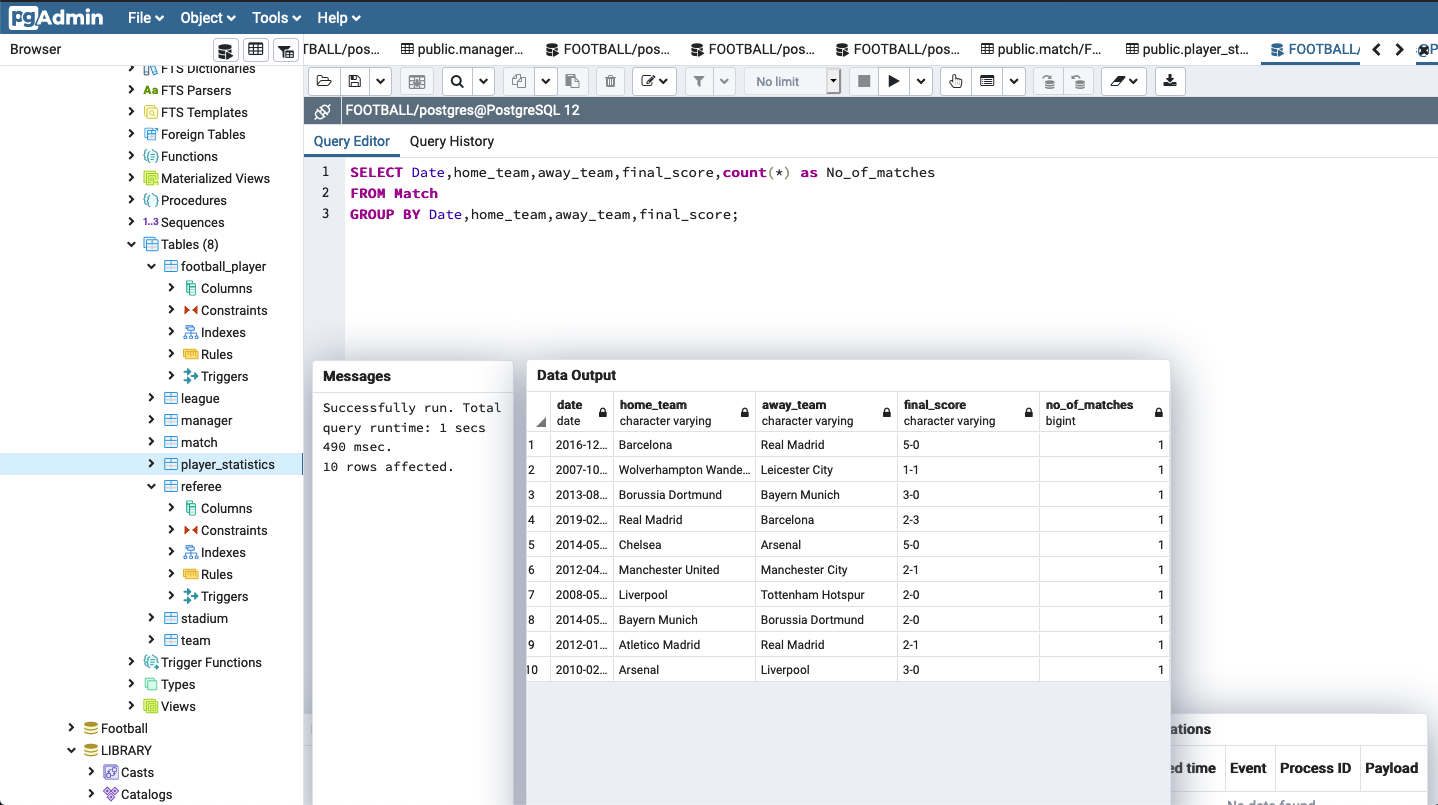 pgAdmin File Object Tools Help
Browser
TBALL/pos... public.manager... FOOTBALL/pos... FOOTBALL/pos... FOOTBALL/pos... public.match/F... public.player_st... FOOTBALL/
No limit
FOOTBALL/postgres@PostgreSQL 12
Query Editor Query History
1 SELECT Date,home_team,away_team,final_score,count(*) as No_of_matches
2 FROM Match
3 GROUP BY Date,home_team,away_team,final_score;
FTS Dictionaries
FTS Parsers
FTS Templates
Foreign Tables
Functions
Materialized Views
Procedures
1..3 Sequences
Tables (8)
football_player
Columns
Constraints
Indexes
Rules
Triggers
league
manager
match
player_statistics
referee
Columns
Constraints
Indexes
Rules
Triggers
stadium
team
Trigger Functions
Types
Views
Football
LIBRARY
Casts
Catalogs
Messages
Successfully run. Total
query runtime: 1 secs
490 msec.
10 rows affected.
Data Output
date home_team away_team final_score no_of_matches
date character varying character varying character varying bigint
1 2016-12... Barcelona Real Madrid 5-0 1
2 2007-10... Wolverhampton Wande... Leicester City 1-1 1
3 2013-08... Borussia Dortmund Bayern Munich 3-0 1
4 2019-02... Real Madrid Barcelona 2-3 1
5 2014-05... Chelsea Arsenal 5-0 1
6 2012-04... Manchester United Manchester City 2-1 1
7 2008-05... Liverpool Tottenham Hotspur 2-0 1
8 2014-05... Bayern Munich Borussia Dortmund 2-0 1
9 2012-01... Atletico Madrid Real Madrid 2-1 1
10 2010-02... Arsenal Liverpool 3-0 1
ations
ed time Event Process ID Payload
No data found